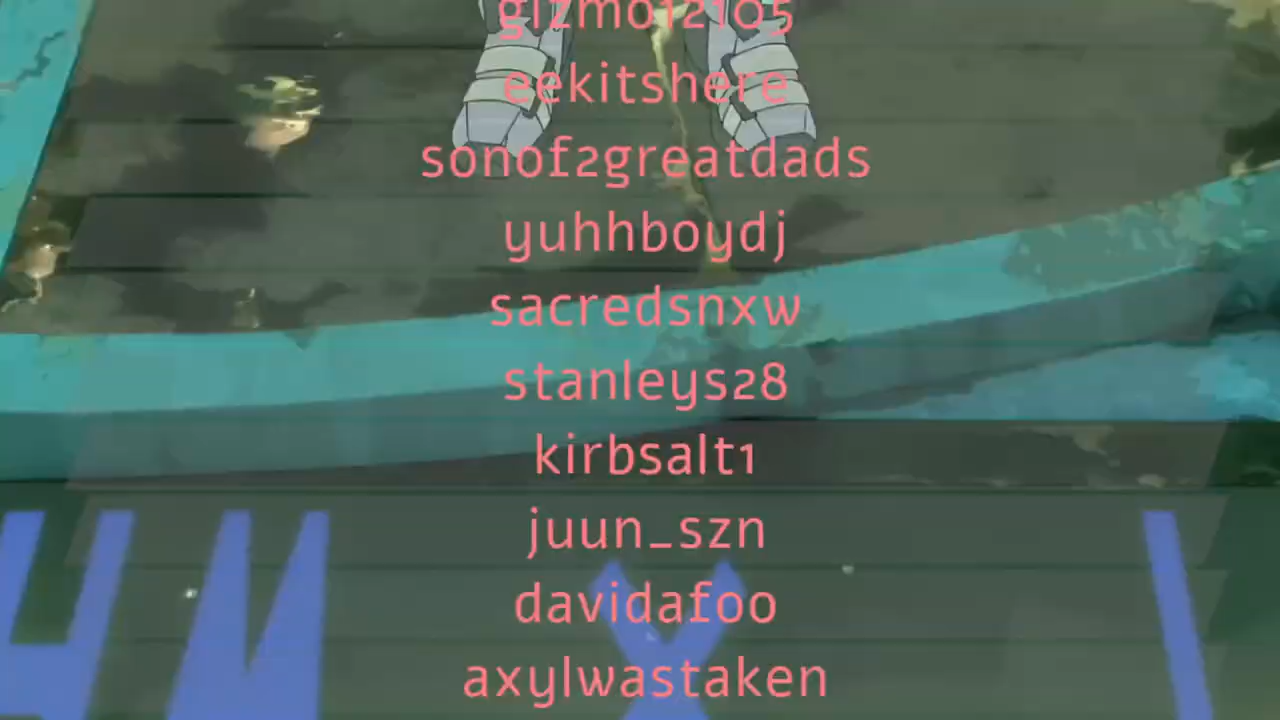 gizmo12105
eekitshere
sonof2greatdads
yuhhboydj
sacredsnxw
stanleys28
kirbsalt1
juun_szn
davidafoo
axylwastaken